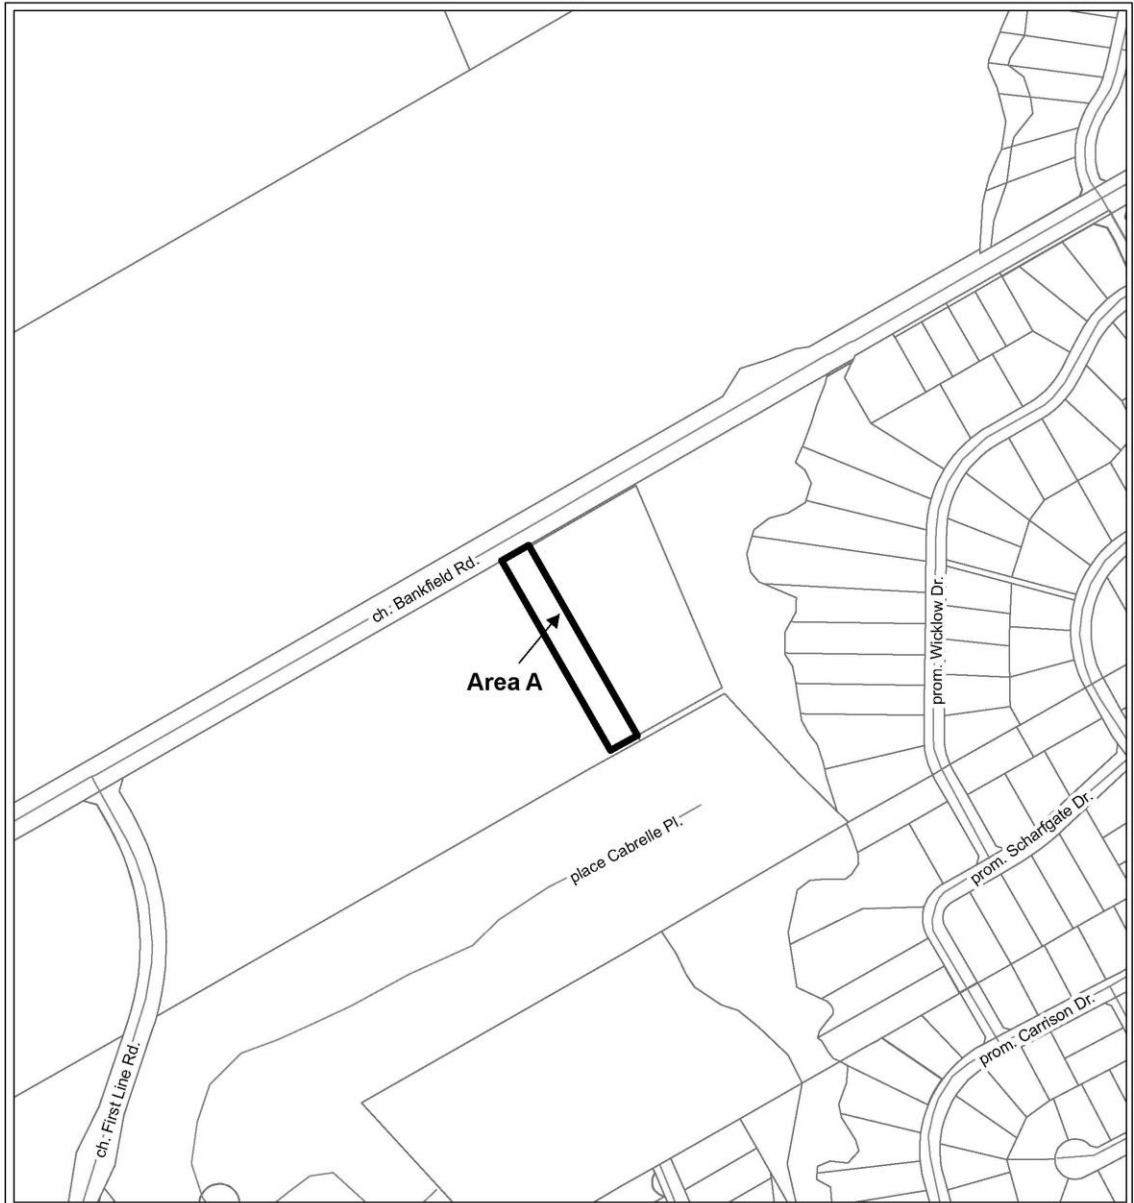 ch. Bankfield Rd.
Area A
prom. Wicklow Dr.
place Cabrelle Pl.
prom. Scharfgate Dr.
prom. Carrison Dr.
ch. First Line Rd.